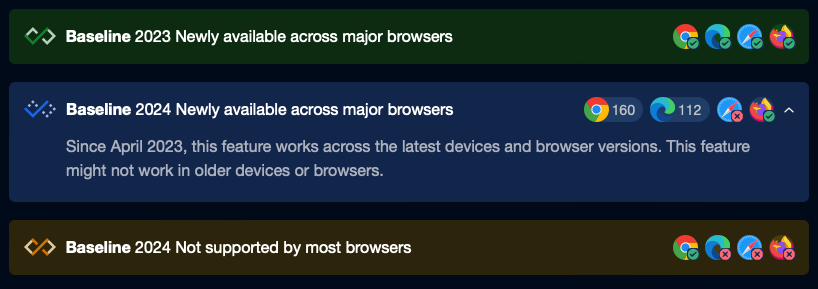 Baseline 2023 Newly available across major browsers
Baseline 2024 Newly available across major browsers 160 112
Since April 2023, this feature works across the latest devices and browser versions. This feature
might not work in older devices or browsers.
Baseline 2024 Not supported by most browsers